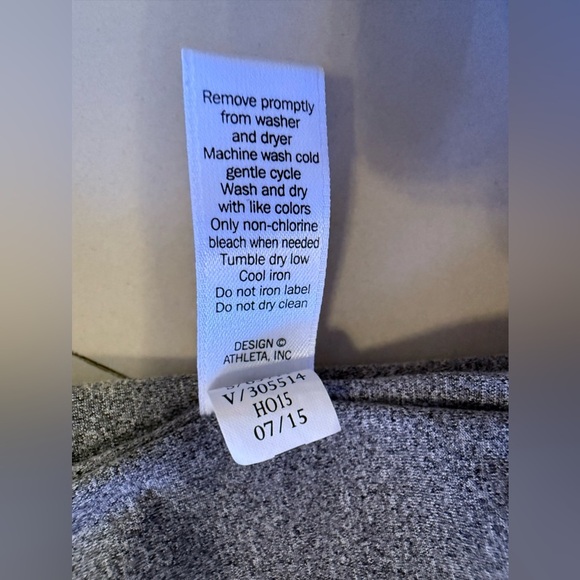 Remove promptly
from washer
and dryer
Machine wash cold
gentle cycle
Wash and dry
with like colors
Only non-chlorine
bleach when needed
Tumble dry low
Cool iron
Do not iron label
Do not dry clean
DESIGN ©
ATHLETA, INC
V/305514
HO15
07/15